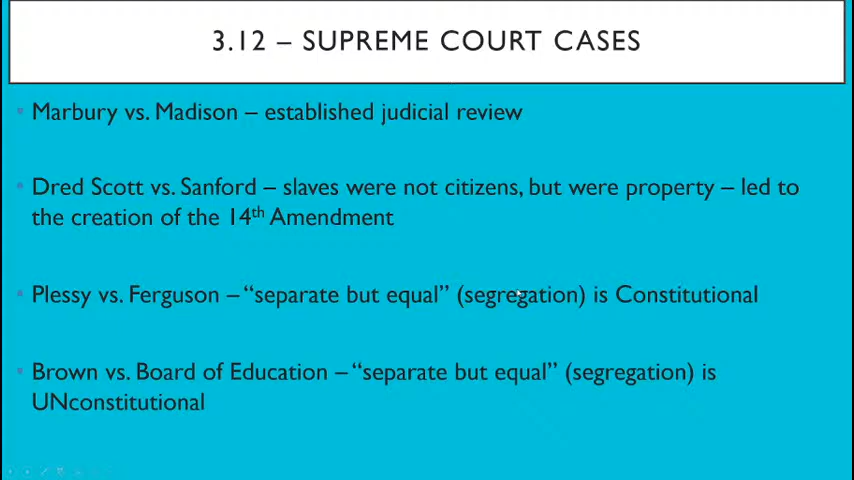 3.12 – SUPREME COURT CASES
• Marbury vs. Madison – established judicial review
• Dred Scott vs. Sanford – slaves were not citizens, but were property – led to
the creation of the 14th Amendment
• Plessy vs. Ferguson – “separate but equal” (segregation) is Constitutional
• Brown vs. Board of Education – “separate but equal” (segregation) is
UNconstitutional